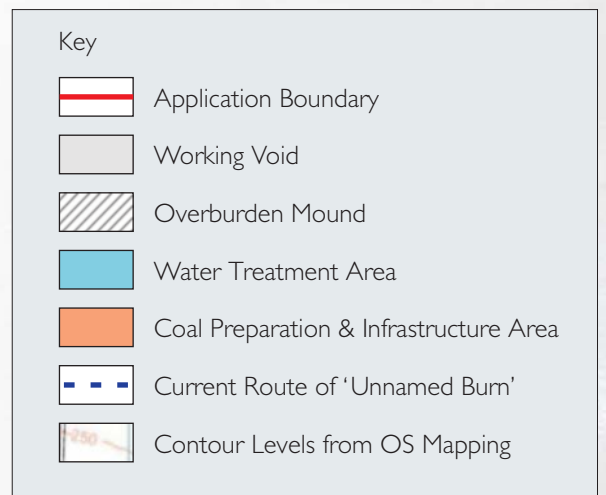 Key
Application Boundary
Working Void
Overburden Mound
Water Treatment Area
Coal Preparation & Infrastructure Area
Current Route of ‘Unnamed Burn’
250
Contour Levels from OS Mapping